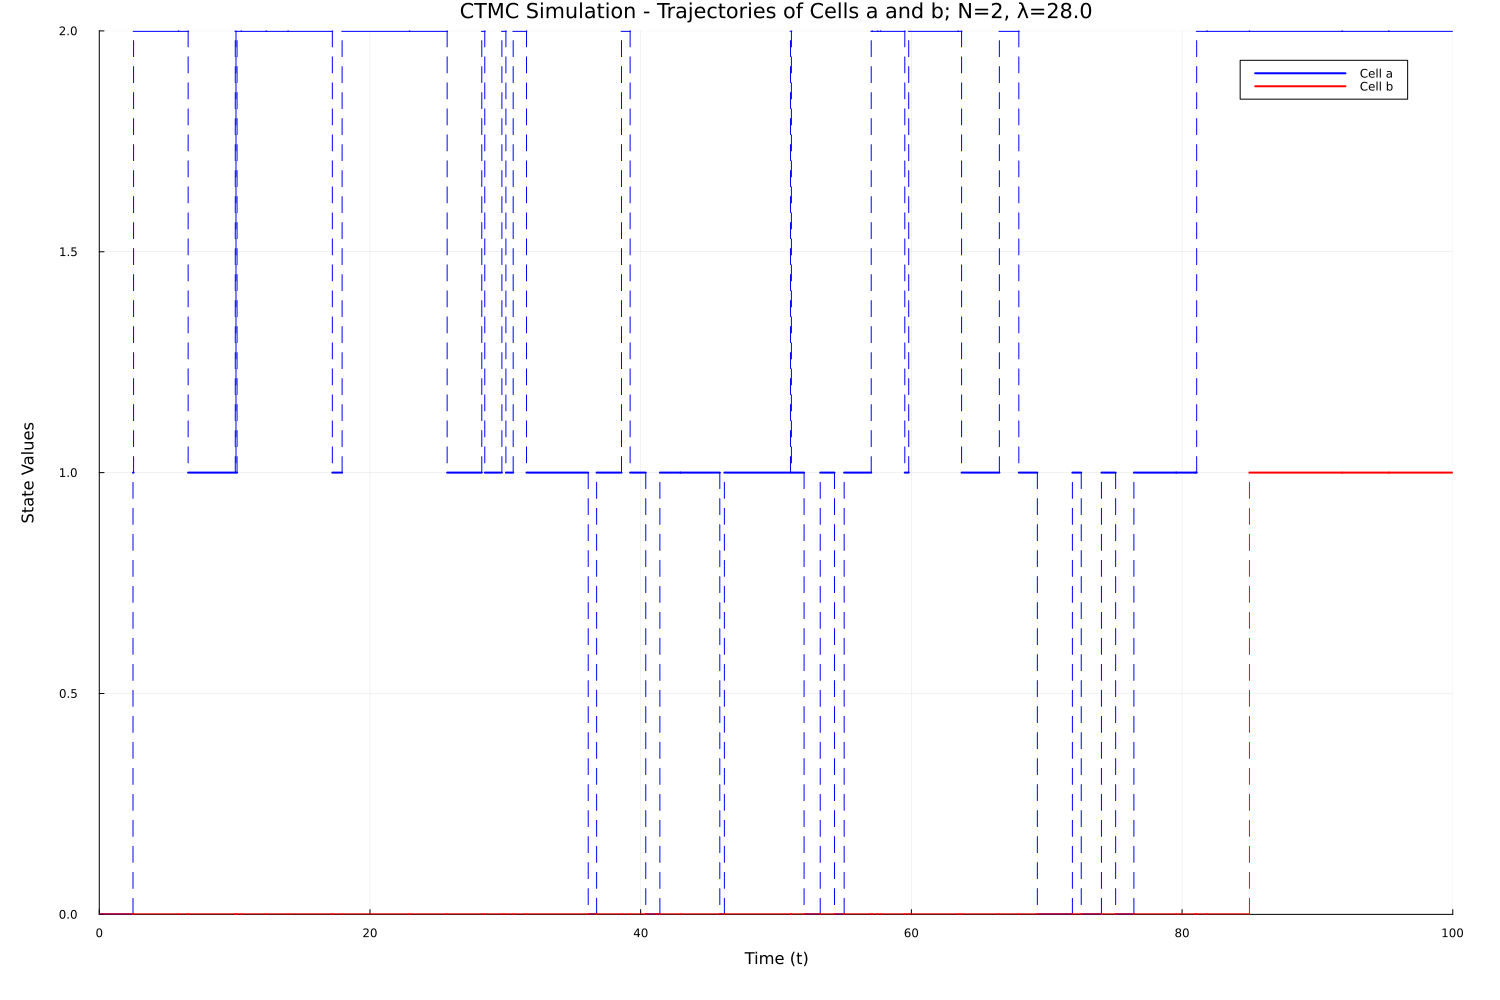 CTMC Simulation - Trajectories of Cells a and b; N=2, λ=28.0
2.0
Cell a
Cell b
1.5
State Values
1.0
0.5
0.0
0 20 40 60 80 100
Time (t)